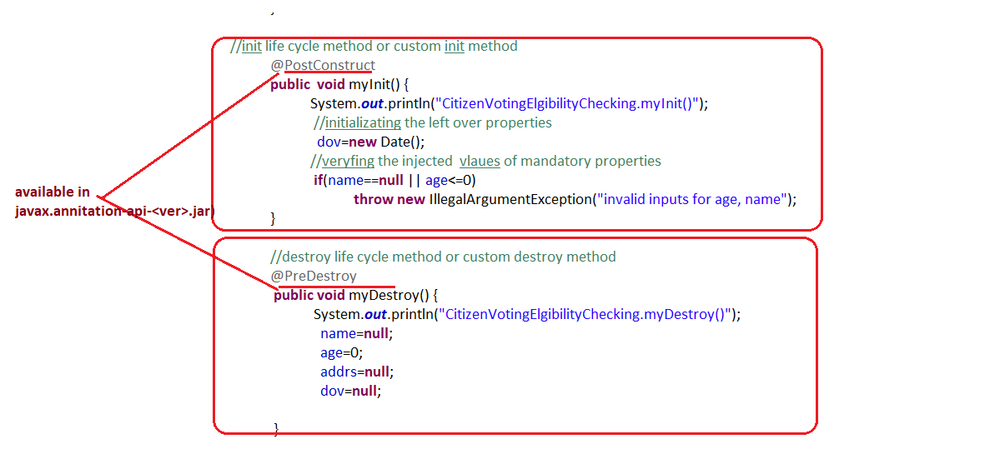 }
//init life cycle method or custom init method
@PostConstruct
public  void myInit() {
System.out.println("CitizenVotingElgibilityChecking.myInit()");
//initializating the left over properties
dov=new Date();
//veryfing the injected  vlaues of mandatory properties
if(name==null || age<=0)
throw new IllegalArgumentException("invalid inputs for age, name");
}
available in
javax.annitation-api-<ver>.jar)
//destroy life cycle method or custom destroy method
@PreDestroy
public void myDestroy() {
System.out.println("CitizenVotingElgibilityChecking.myDestroy()");
name=null;
age=0;
addrs=null;
dov=null;
}